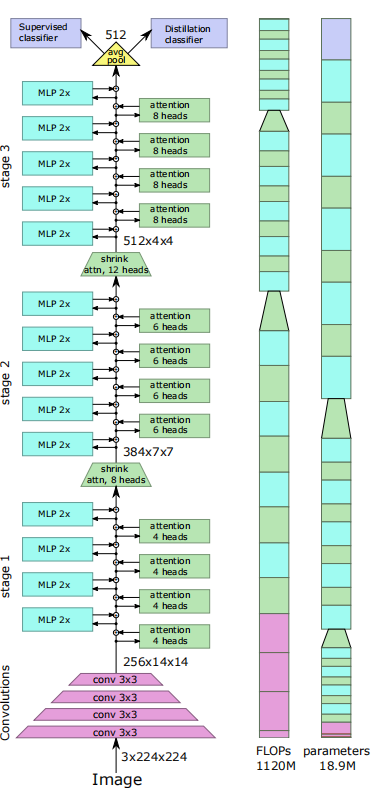 Supervised
classifier
512
Distillation
classifier
avg
pool
MLP 2x
attention
8 heads
MLP 2x
attention
8 heads
MLP 2x
attention
8 heads
MLP 2x
attention
8 heads
MLP 2x
stage 3
512x4x4
shrink
attn, 12 heads
MLP 2x
attention
6 heads
MLP 2x
attention
6 heads
MLP 2x
attention
6 heads
MLP 2x
attention
6 heads
MLP 2x
stage 2
384x7x7
shrink
attn, 8 heads
MLP 2x
attention
4 heads
MLP 2x
attention
4 heads
MLP 2x
attention
4 heads
MLP 2x
attention
4 heads
stage 1
256x14x14
Convolutions
conv 3x3
conv 3x3
conv 3x3
conv 3x3
3x224x224
Image
FLOPs
1120M
parameters
18.9M